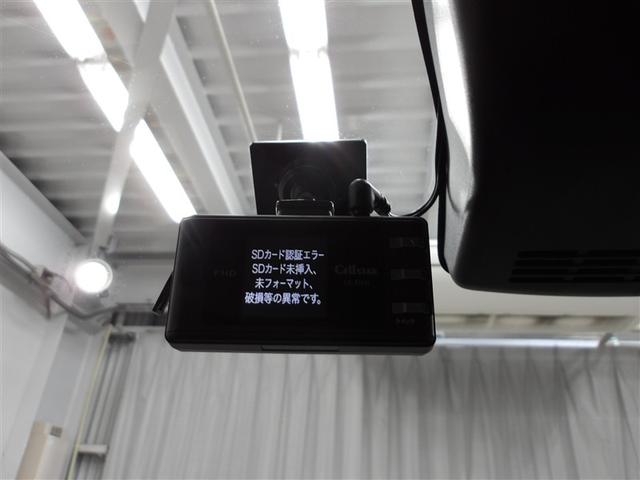 SDカード認証エラー
SDカード未挿入、
未フォーマット、
破損等の異常です。
FHD
Cellstar